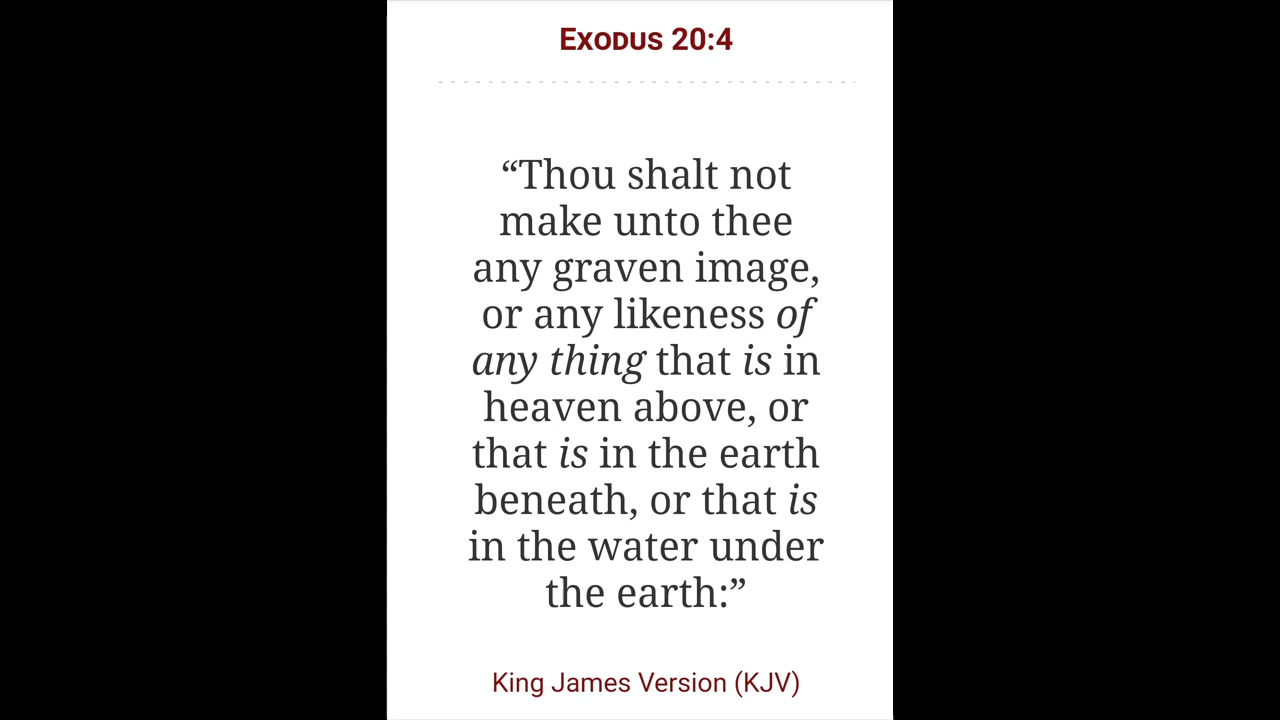 Exodus 20:4
“Thou shalt not
make unto thee
any graven image,
or any likeness of
any thing that is in
heaven above, or
that is in the earth
beneath, or that is
in the water under
the earth:”
King James Version (KJV)